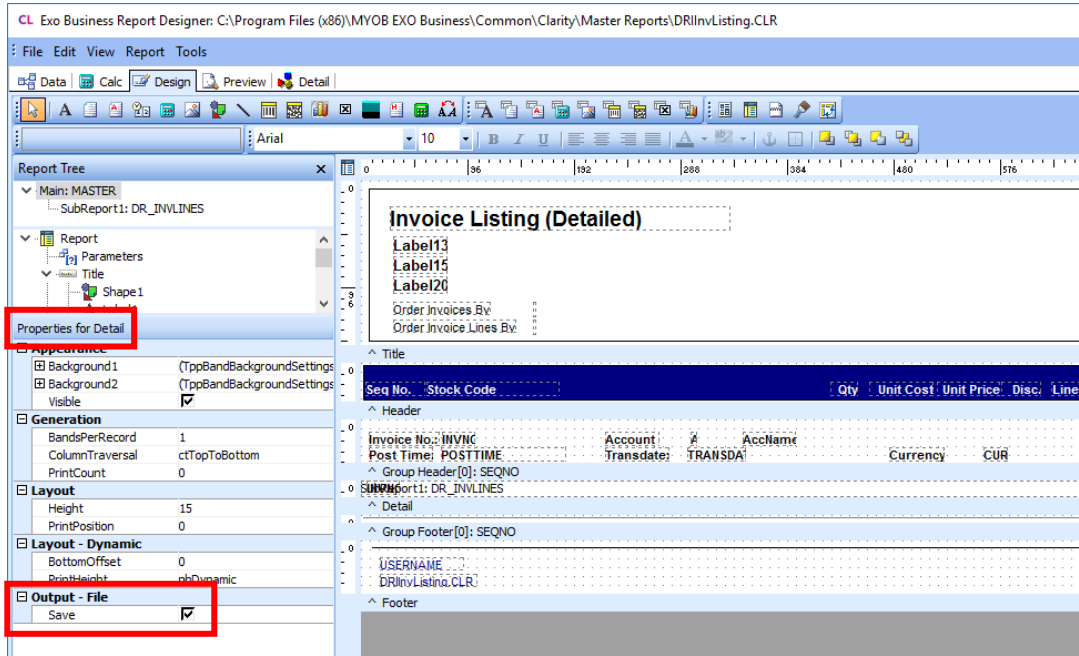 CL Exo Business Report Designer: C:\Program Files (x86)\MYOB EXO Business\Common\Clarity\Master Reports\DRIInvListing.CLR
File Edit View Report Tools
Data Calc Design Preview Detail
Arial 10 B I U A
Report Tree x
Main: MASTER
SubReport1: DR_INVLINES
Report
Parameters
Title
Shape1
Properties for Detail
Appearance
Background1 (TppBandBackgroundSettings
Background2 (TppBandBackgroundSettings
Visible
Generation
BandsPerRecord 1
ColumnTraversal ctTopToBottom
PrintCount 0
Layout
Height 15
PrintPosition 0
Layout - Dynamic
BottomOffset 0
PrintHeight phDynamic
Output - File
Save
0 96 192 288 384 480 576
Invoice Listing (Detailed)
Label13
Label15
Label20
Order Invoices By
Order Invoice Lines By
^ Title
Seq No. Stock Code Qty Unit Cost Unit Price Disc. Line
^ Header
Invoice No.: INVNO Account A AccName
Post Time: POSTTIME Transdate: TRANSDA Currency CUR
^ Group Header[0]: SEQNO
SubReport1: DR_INVLINES
^ Detail
^ Group Footer[0]: SEQNO
USERNAME
DRIInvListing.CLR
^ Footer